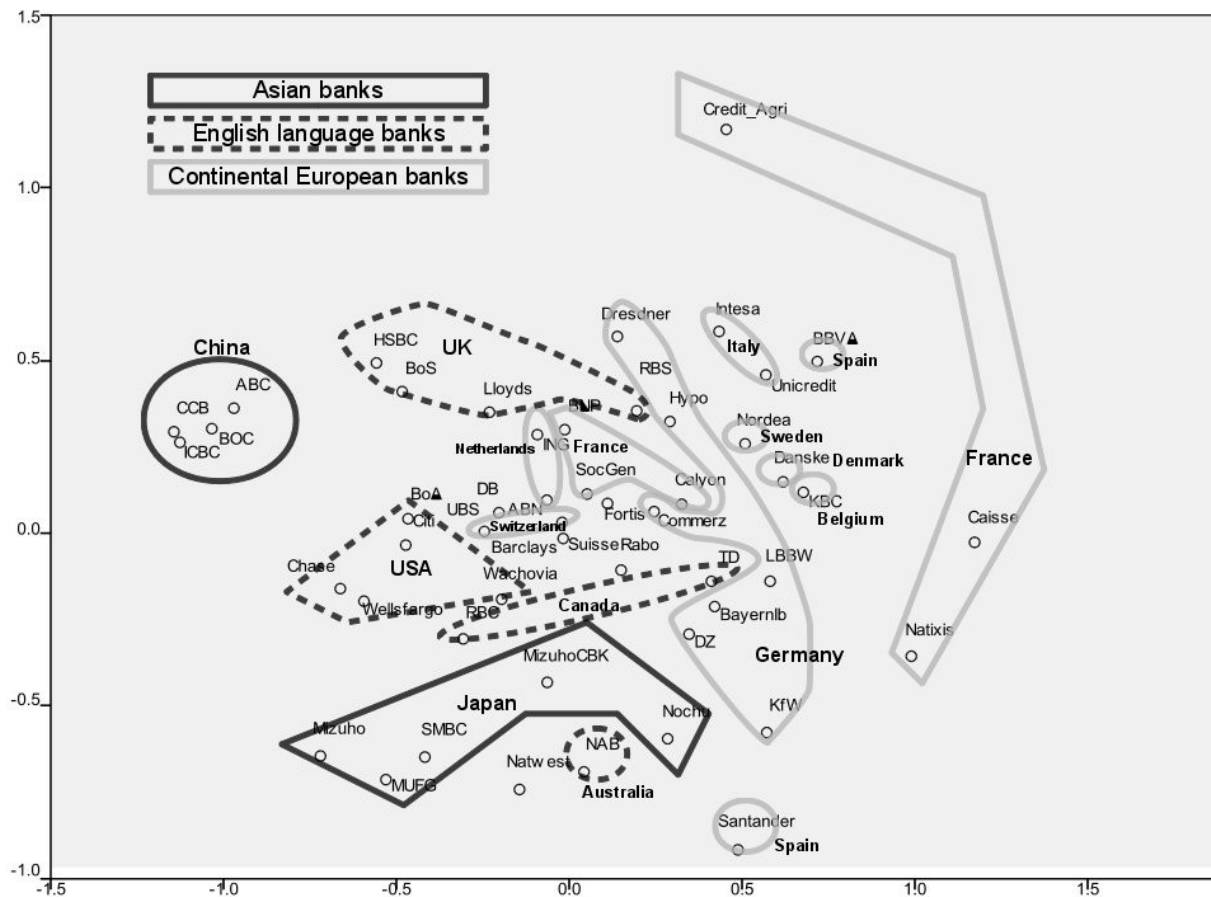 1.5
Asian banks
Credit_Agri
English language banks
Continental European banks
1.0
Dresdner
Intesa
HSBC
UK
BBVA
China
Italy
Spain
RBS
BoS
ABC
Lloyds
Unicredit
Hypo
CCB
BNP
Nordea
BOC
ING
Sweden
ICBC
Netherlands
France
Danske
Denmark
France
SocGen
Calyon
BoA
DB
KBC
UBS
ABN
Fortis
Commerz
Belgium
Citi
Switzerland
Caisse
0.0
Barclays
Suisse
Rabo
TD
LBBW
Chase
USA
Wachovia
Wellsfargo
RBC
Canada
Bayernlb
DZ
Natixis
MizuhoCBK
Germany
-0.5
Japan
Nochu
KfW
Mizuho
SMBC
NAB
Natwest
MUFG
Australia
Santander
Spain
-1.0
-1.5
-1.0
-0.5
0.0
0.5
1.0
1.5
0.5